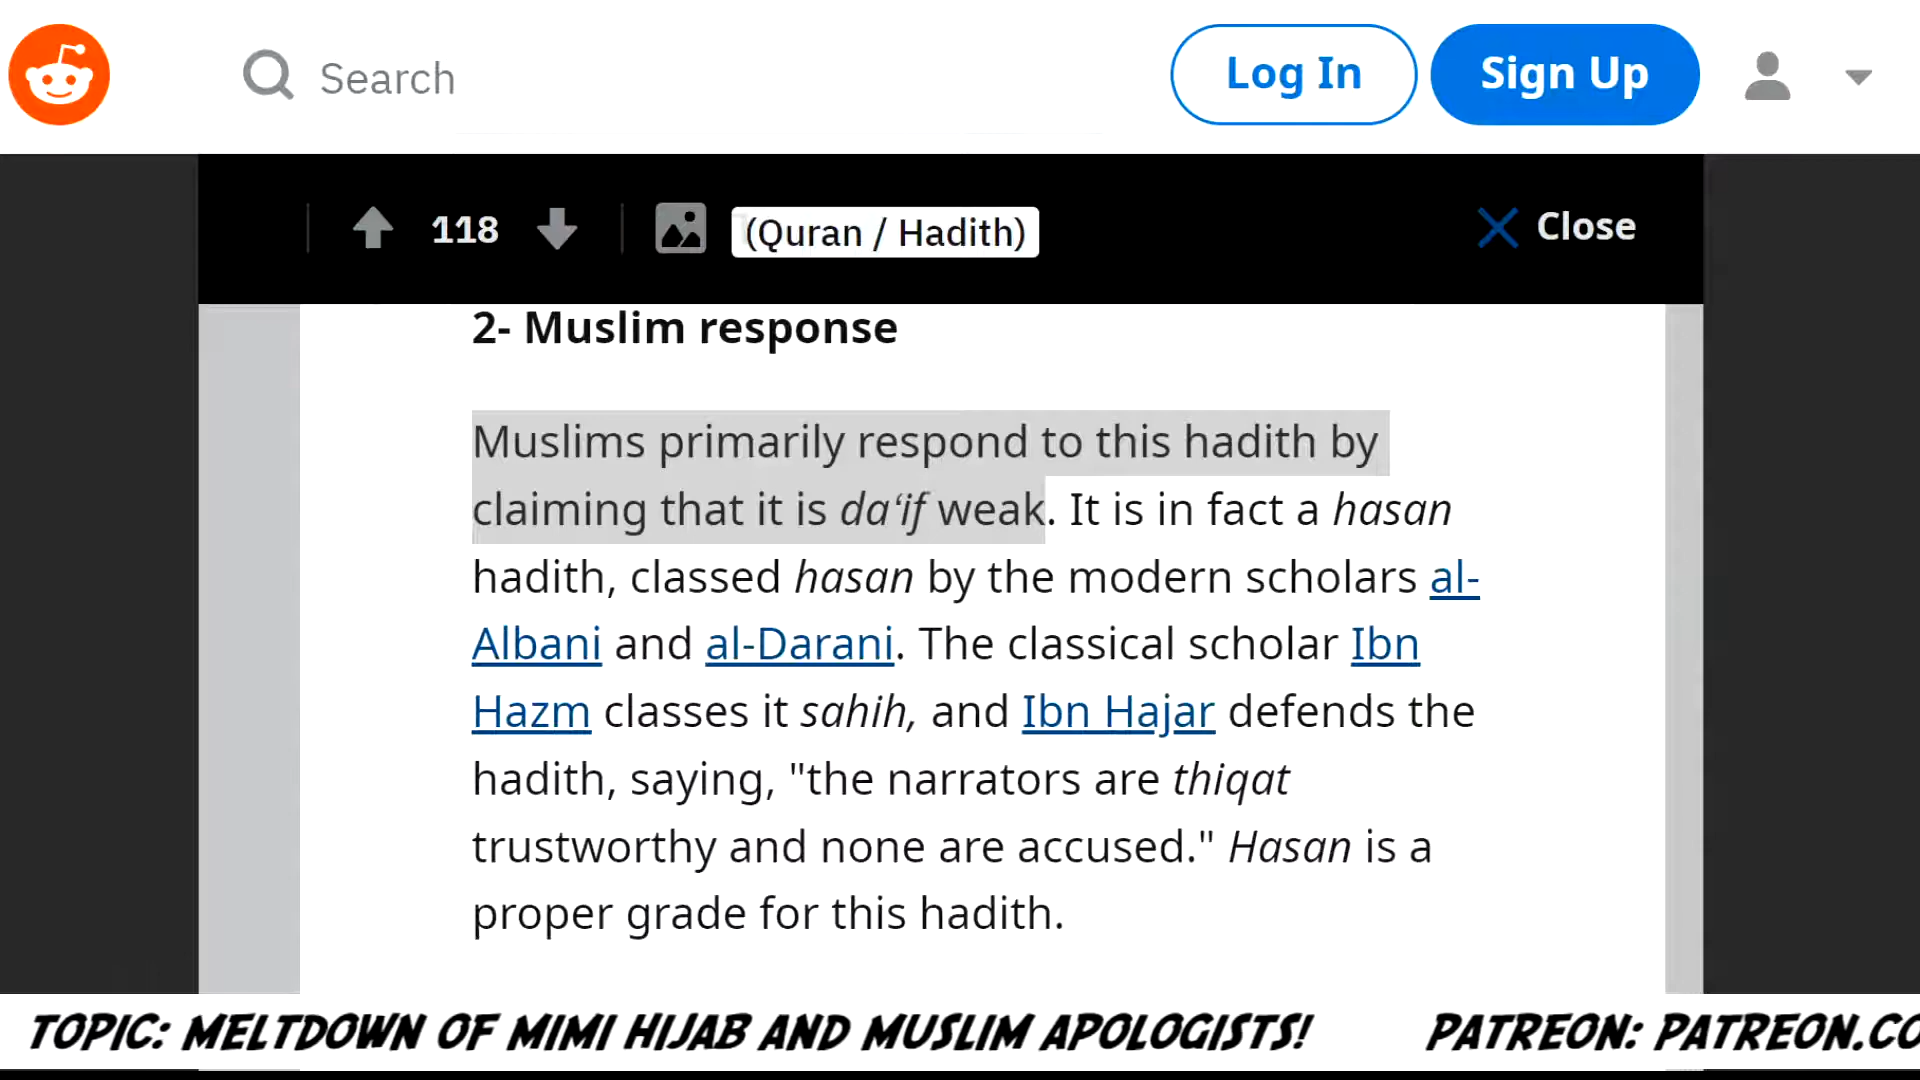 Search
Log In
Sign Up
118
(Quran / Hadith)
Close
2- Muslim response
Muslims primarily respond to this hadith by
claiming that it is da‘if weak. It is in fact a hasan
hadith, classed hasan by the modern scholars al-
Albani and al-Darani. The classical scholar Ibn
Hazm classes it sahih, and Ibn Hajar defends the
hadith, saying, "the narrators are thiqat
trustworthy and none are accused." Hasan is a
proper grade for this hadith.
TOPIC: MELTDOWN OF MIMI HIJAB AND MUSLIM APOLOGISTS! PATREON: PATREON.CO